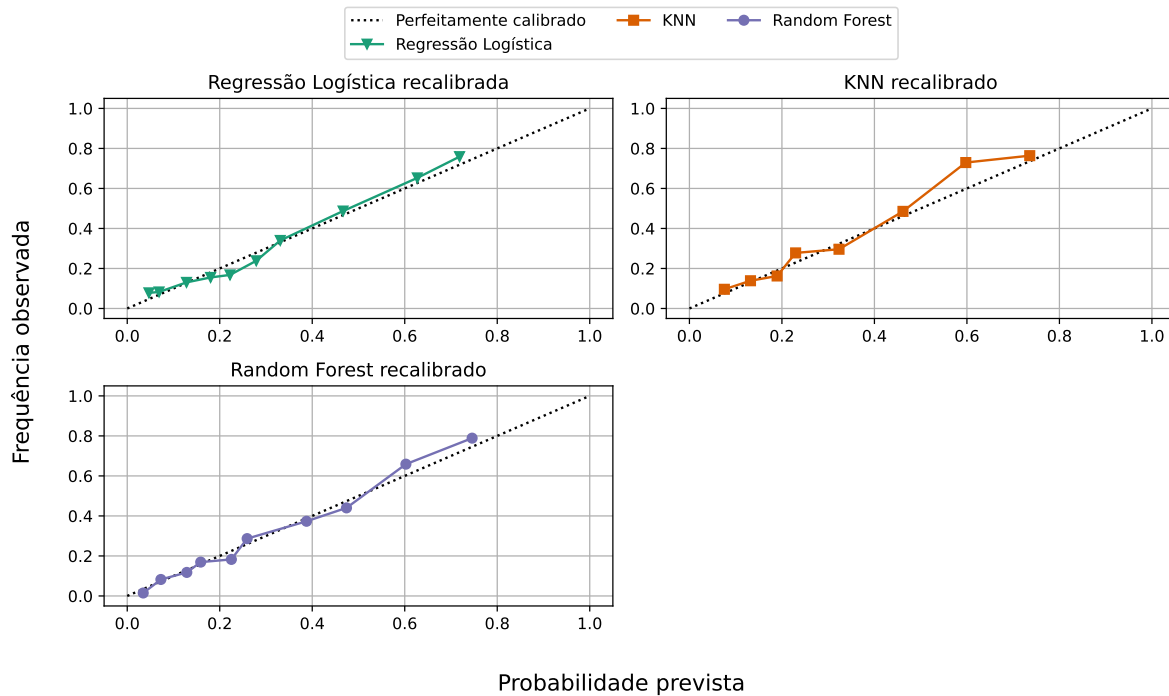 Perfeitamente calibrado
Regressão Logística
KNN
Random Forest
Regressão Logística recalibrada
1.0
0.8
0.6
0.4
0.2
0.0
0.0 0.2 0.4 0.6 0.8 1.0
KNN recalibrado
1.0
0.8
0.6
0.4
0.2
0.0
0.0 0.2 0.4 0.6 0.8 1.0
Random Forest recalibrado
1.0
0.8
0.6
0.4
0.2
0.0
0.0 0.2 0.4 0.6 0.8 1.0
Frequência observada
Probabilidade prevista